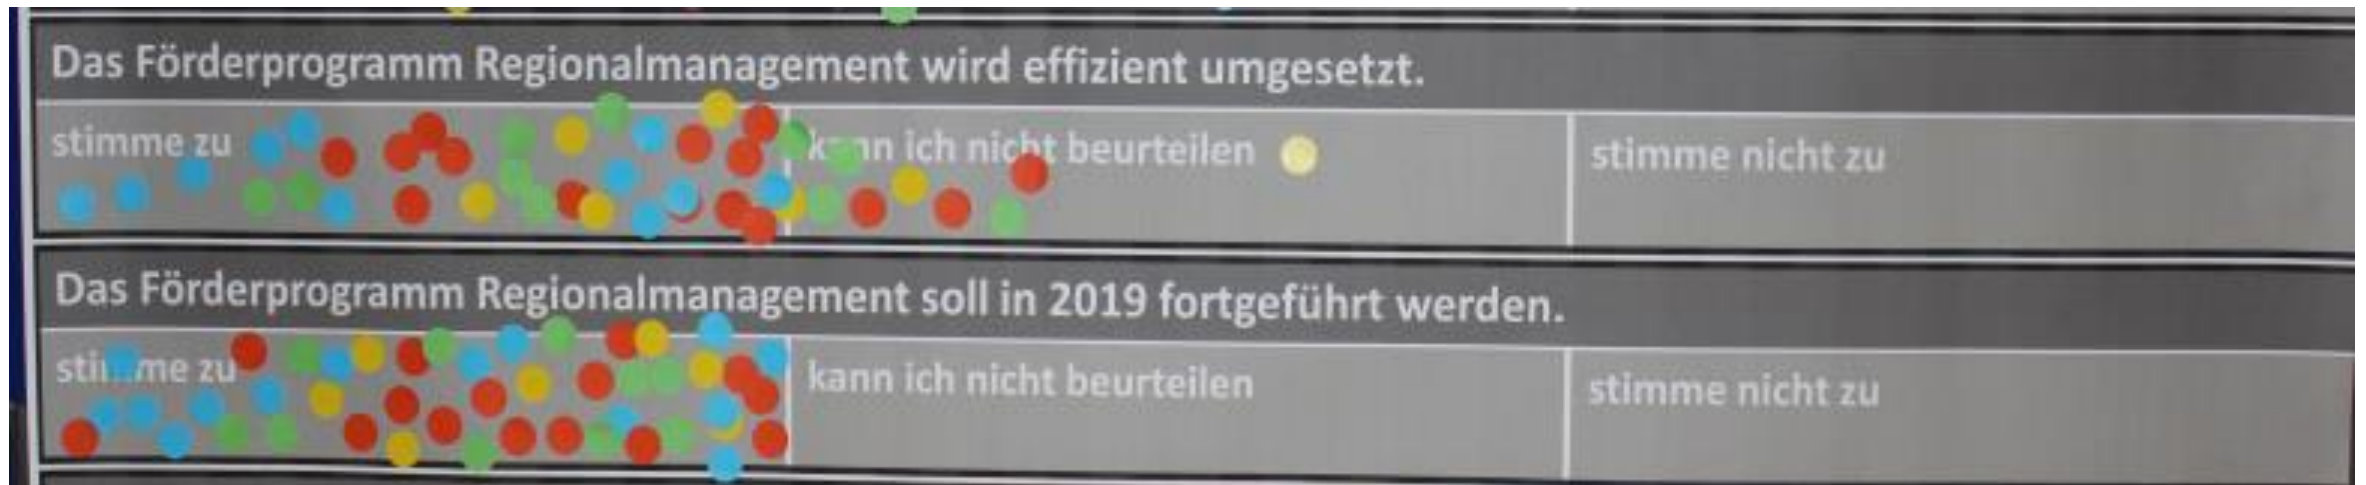 Das Förderprogramm Regionalmanagement wird effizient umgesetzt.
stimme zu
kann ich nicht beurteilen
stimme nicht zu
Das Förderprogramm Regionalmanagement soll in 2019 fortgeführt werden.
stimme zu
kann ich nicht beurteilen
stimme nicht zu